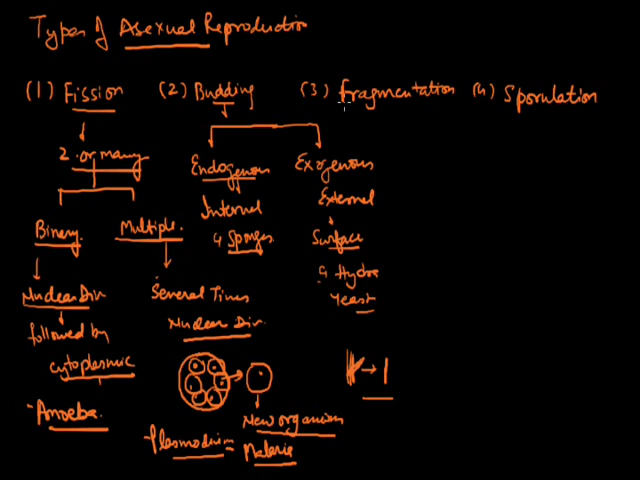 Types of Asexual Reproduction
(1) Fission (2) Budding (3) fragmentation (4) Sporulation
2 or many
Endogenous Exogenous
Internal External
Binary. Multiple.
Sponges Surface
Hydra
Nuclear Div Several Times yeast
Nuclear Div.
followed by
cytoplasmic
→ 1
Amoeba.
New organism
Plasmodium = Malaria